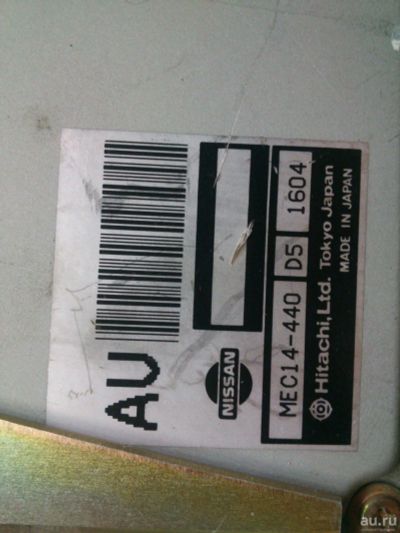 AU
NISSAN
MEC14-440 D5 1604
Hitachi,Ltd. Tokyo Japan
MADE IN JAPAN
au.ru